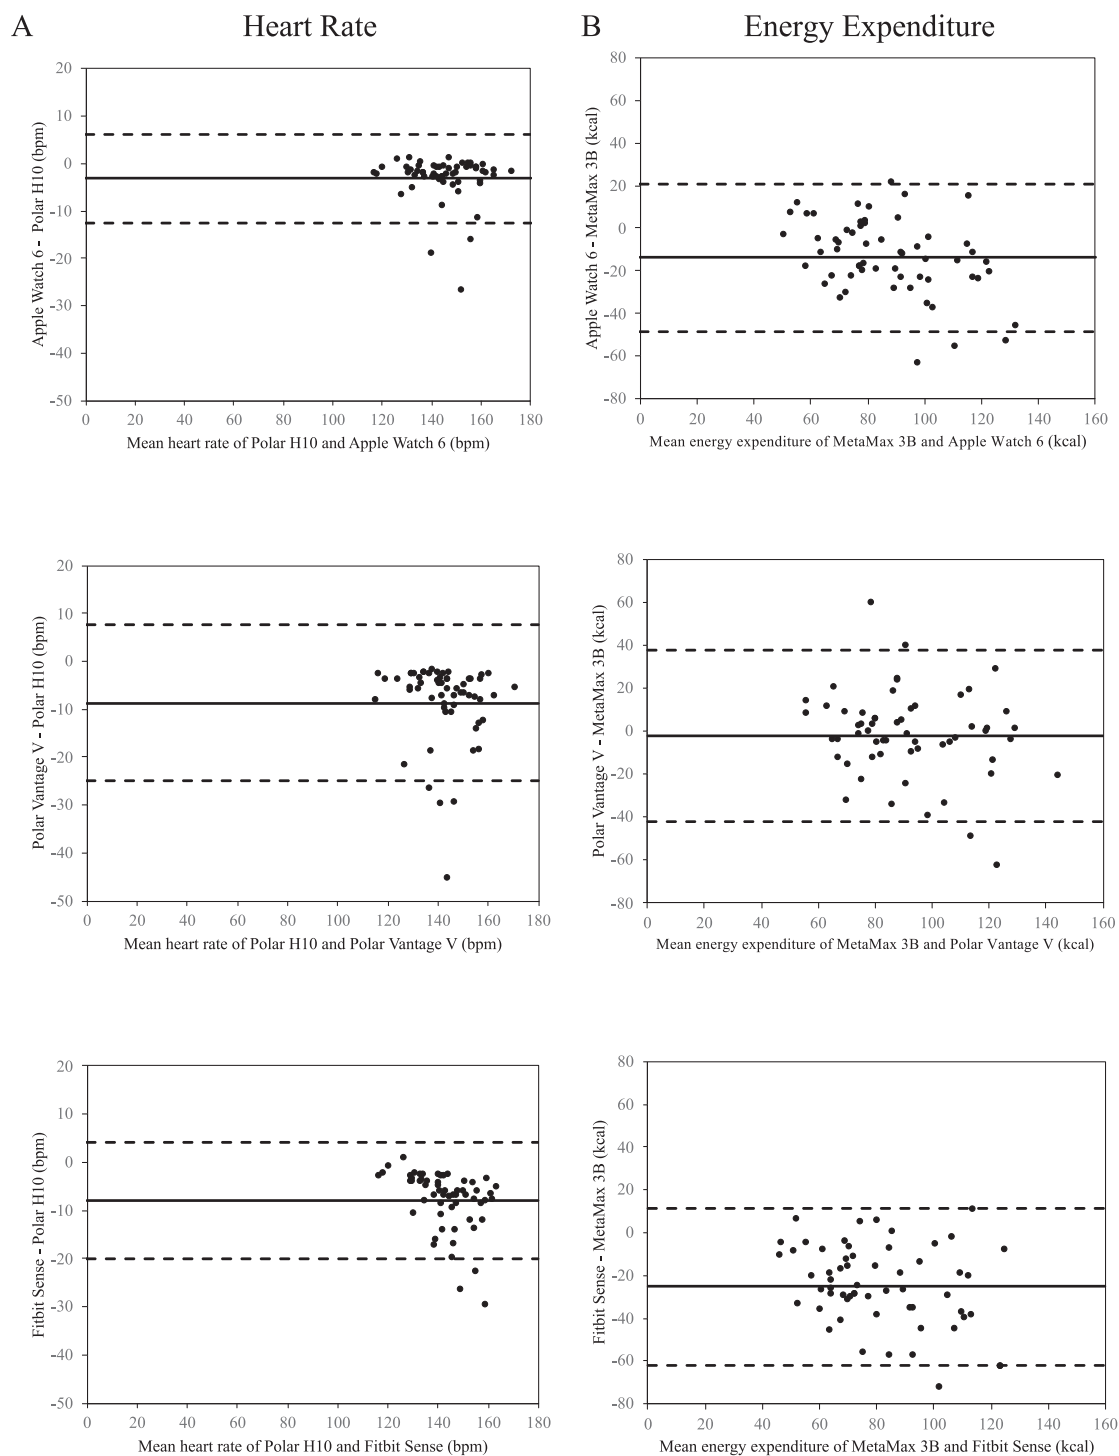 A Heart Rate B Energy Expenditure
Apple Watch 6 - Polar H10 (bpm)
20
10
0
-10
-20
-30
-40
-50
0 20 40 60 80 100 120 140 160 180
Mean heart rate of Polar H10 and Apple Watch 6 (bpm)
Apple Watch 6 - MetaMax 3B (kcal)
80
60
40
20
0
-20
-40
-60
-80
0 20 40 60 80 100 120 140 160
Mean energy expenditure of MetaMax 3B and Apple Watch 6 (kcal)
Polar Vantage V - Polar H10 (bpm)
20
10
0
-10
-20
-30
-40
-50
0 20 40 60 80 100 120 140 160 180
Mean heart rate of Polar H10 and Polar Vantage V (bpm)
Polar Vantage V - MetaMax 3B (kcal)
80
60
40
20
0
-20
-40
-60
-80
0 20 40 60 80 100 120 140 160
Mean energy expenditure of MetaMax 3B and Polar Vantage V (kcal)
Fitbit Sense - Polar H10 (bpm)
20
10
0
-10
-20
-30
-40
-50
0 20 40 60 80 100 120 140 160 180
Mean heart rate of Polar H10 and Fitbit Sense (bpm)
Fitbit Sense - MetaMax 3B (kcal)
80
60
40
20
0
-20
-40
-60
-80
0 20 40 60 80 100 120 140 160
Mean energy expenditure of MetaMax 3B and Fitbit Sense (kcal)